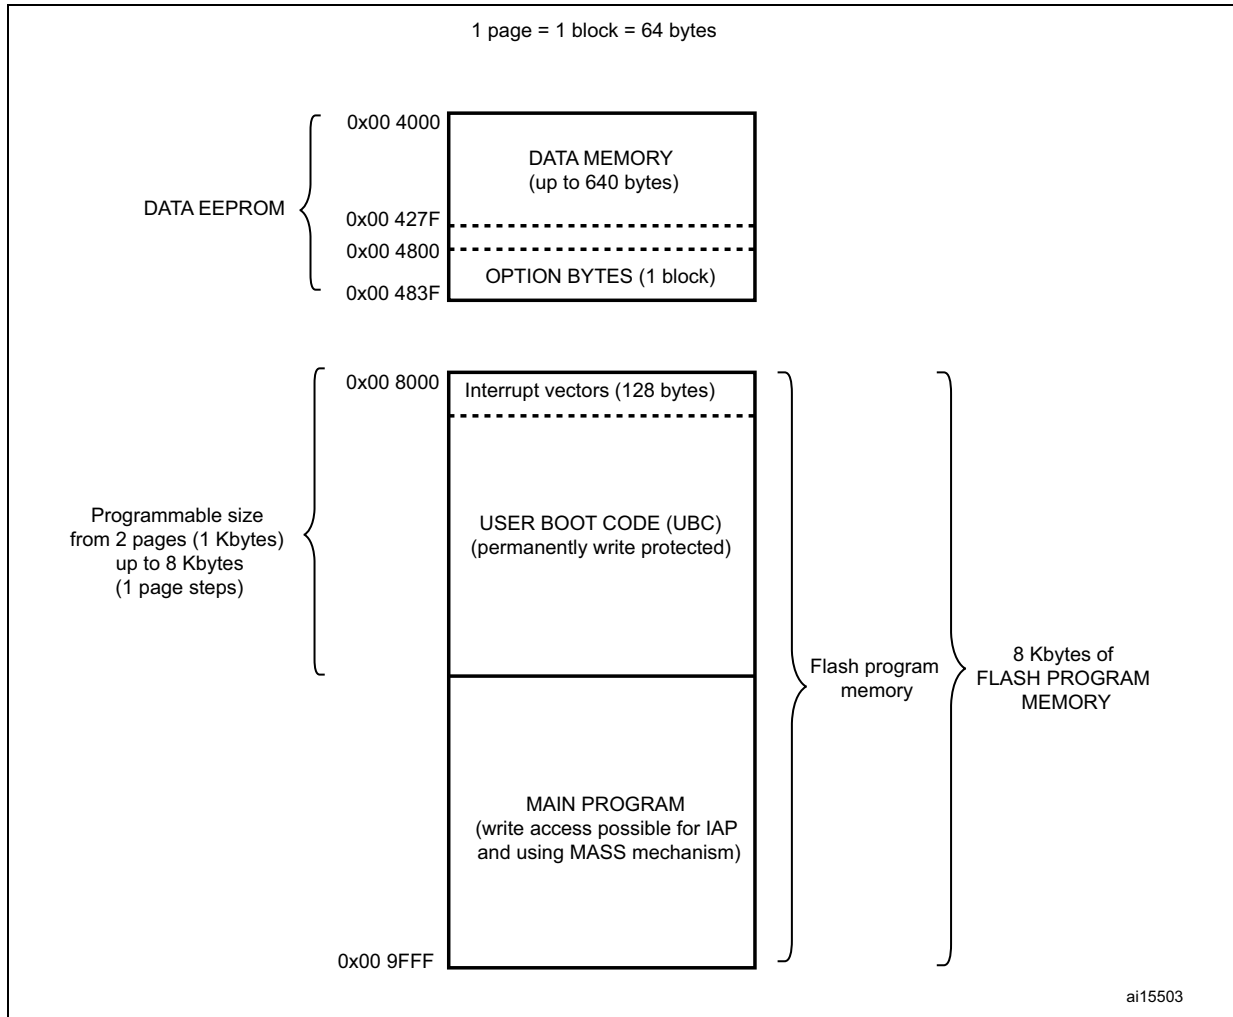 1 page = 1 block = 64 bytes
0x00 4000
DATA MEMORY
(up to 640 bytes)
DATA EEPROM
0x00 427F
0x00 4800
OPTION BYTES (1 block)
0x00 483F
0x00 8000
Interrupt vectors (128 bytes)
Programmable size
from 2 pages (1 Kbytes)
up to 8 Kbytes
(1 page steps)
USER BOOT CODE (UBC)
(permanently write protected)
Flash program
memory
8 Kbytes of
FLASH PROGRAM
MEMORY
MAIN PROGRAM
(write access possible for IAP
and using MASS mechanism)
0x00 9FFF
ai15503